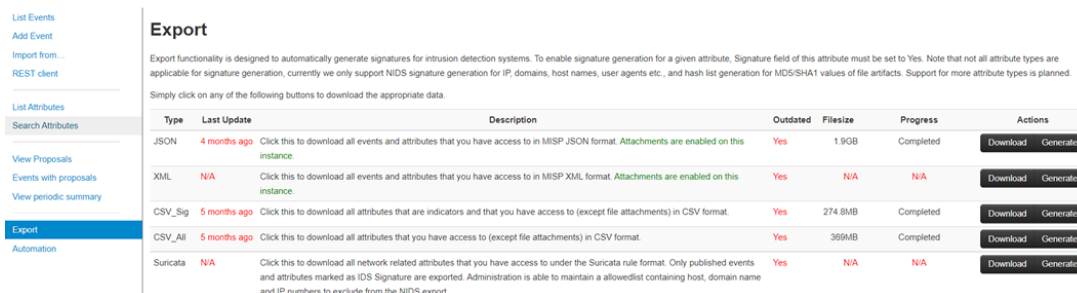 List Events
Add Event
Import from...
REST client
List Attributes
Search Attributes
View Proposals
Events with proposals
View periodic summary
Export
Automation
Export
Export functionality is designed to automatically generate signatures for intrusion detection systems. To enable signature generation for a given attribute, Signature field of this attribute must be set to Yes. Note that not all attribute types are
applicable for signature generation, currently we only support NIDS signature generation for IP, domains, host names, user agents etc., and hash list generation for MD5/SHA1 values of file artifacts. Support for more attribute types is planned.
Simply click on any of the following buttons to download the appropriate data.
Type Last Update Description Outdated Filesize Progress Actions
JSON 4 months ago Click this to download all events and attributes that you have access to in MISP JSON format. Attachments are enabled on this Yes 1.9GB Completed Download Generate
instance.
XML N/A Click this to download all events and attributes that you have access to in MISP XML format. Attachments are enabled on this Yes N/A N/A Download Generate
instance.
CSV_Sig 5 months ago Click this to download all attributes that are indicators and that you have access to (except file attachments) in CSV format. Yes 274.8MB Completed Download Generate
CSV_All 5 months ago Click this to download all attributes that you have access to (except file attachments) in CSV format. Yes 369MB Completed Download Generate
Suricata N/A Click this to download all network related attributes that you have access to under the Suricata rule format. Only published events Yes N/A N/A Download Generate
and attributes marked as IDS Signature are exported. Administration is able to maintain a allowedlist containing host, domain name
and IP numbers to exclude from the NIDS export.